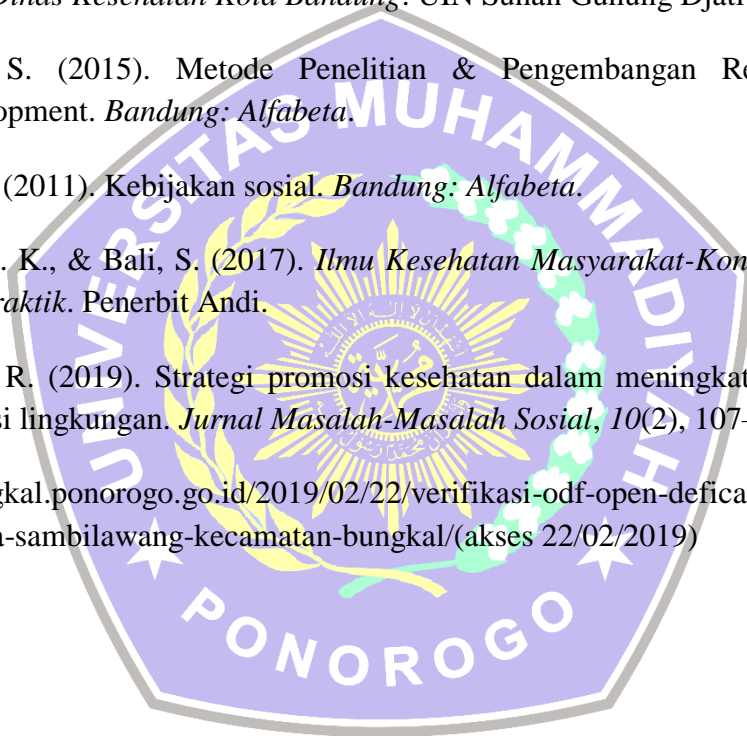 Dinas Kesehatan Kota Bandung. UIN Sunan Gunung Djati
S. (2015). Metode Penelitian & Pengembangan Re
opment. Bandung: Alfabeta.
(2011). Kebijakan sosial. Bandung: Alfabeta.
. K., & Bali, S. (2017). Ilmu Kesehatan Masyarakat-Kon
raktik. Penerbit Andi.
R. (2019). Strategi promosi kesehatan dalam meningkat
si lingkungan. Jurnal Masalah-Masalah Sosial, 10(2), 107–
gkal.ponorogo.go.id/2019/02/22/verifikasi-odf-open-defica
a-sambilawang-kecamatan-bungkal/(akses 22/02/2019)
UNIVERSITAS MUHAMMADIYAH
PONOROGO